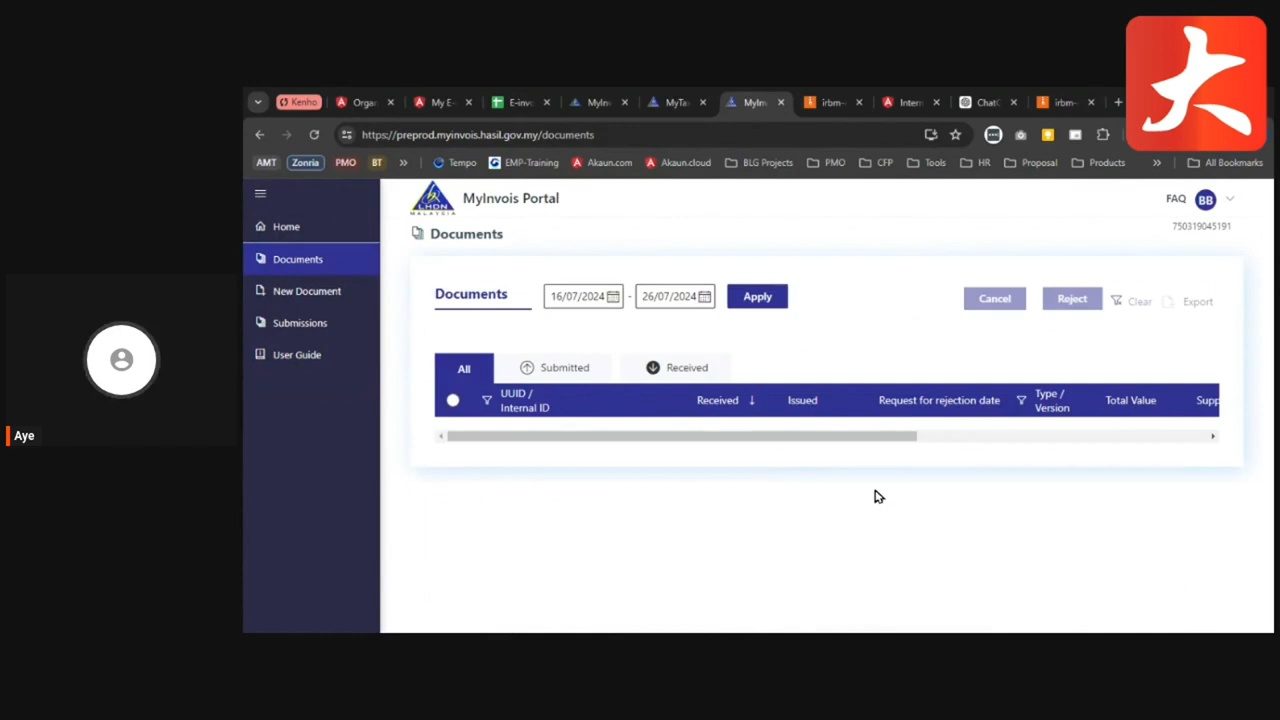 大
Kenho
Organ
My E-
E-invo
MyInv
MyTa
MyIn
irbm-
Intern
ChatG
irbm-
https://preprod.myinvois.hasil.gov.my/documents
AMT Zonria PMO BT » Tempo EMP-Training Akaun.com Akaun.cloud BLG Projects PMO CFP Tools HR Proposal Products » All Bookmarks
LHDN
MALAYSIA
MyInvois Portal
FAQ BB
750319045191
Home
Documents
New Document
Submissions
User Guide
Documents
Documents 16/07/2024 - 26/07/2024 Apply Cancel Reject Clear Export
All Submitted Received
UUID /
Internal ID
Received ↓ Issued Request for rejection date
Type /
Version
Total Value Supp
Aye